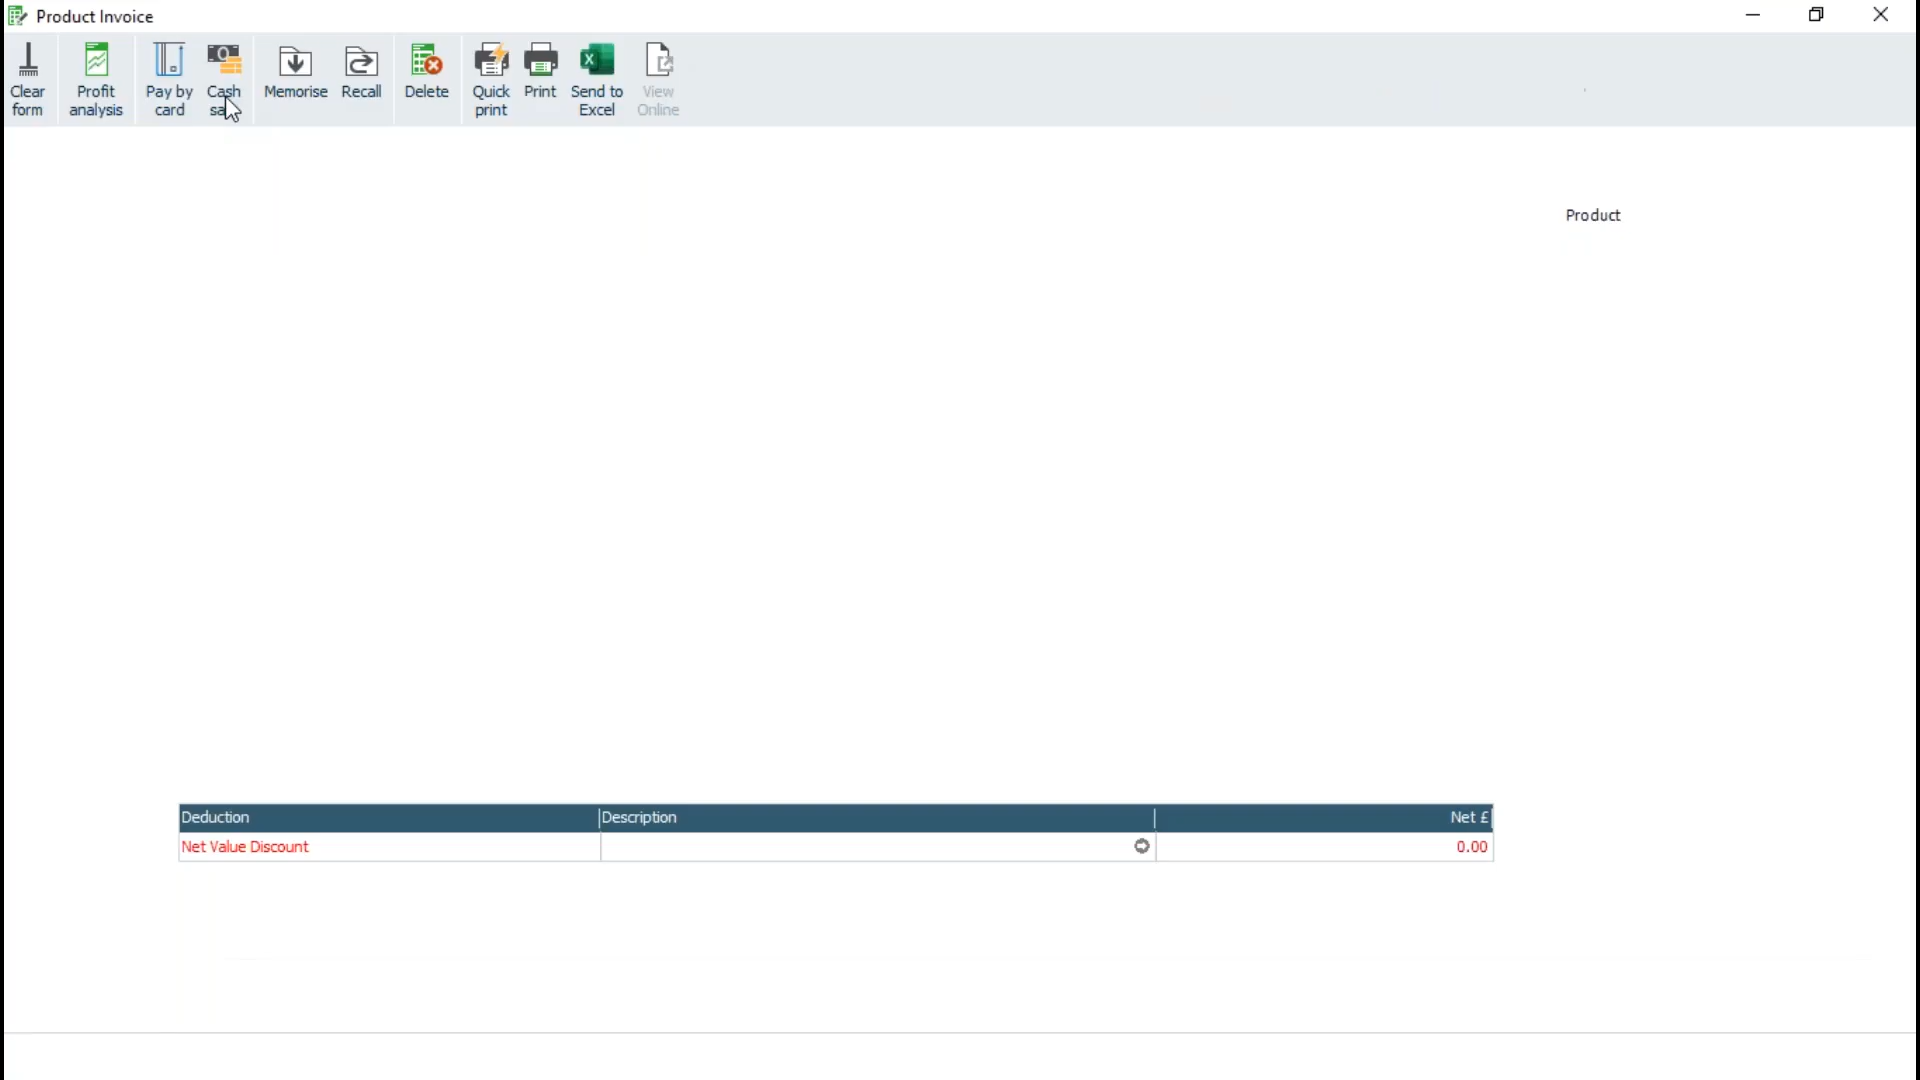 Product Invoice
Clear form
Profit analysis
Pay by card
Cash
Memorise
Recall
Delete
Quick print
Print
Send to Excel
View Online
Product
Deduction Description Net £
Net Value Discount 0.00